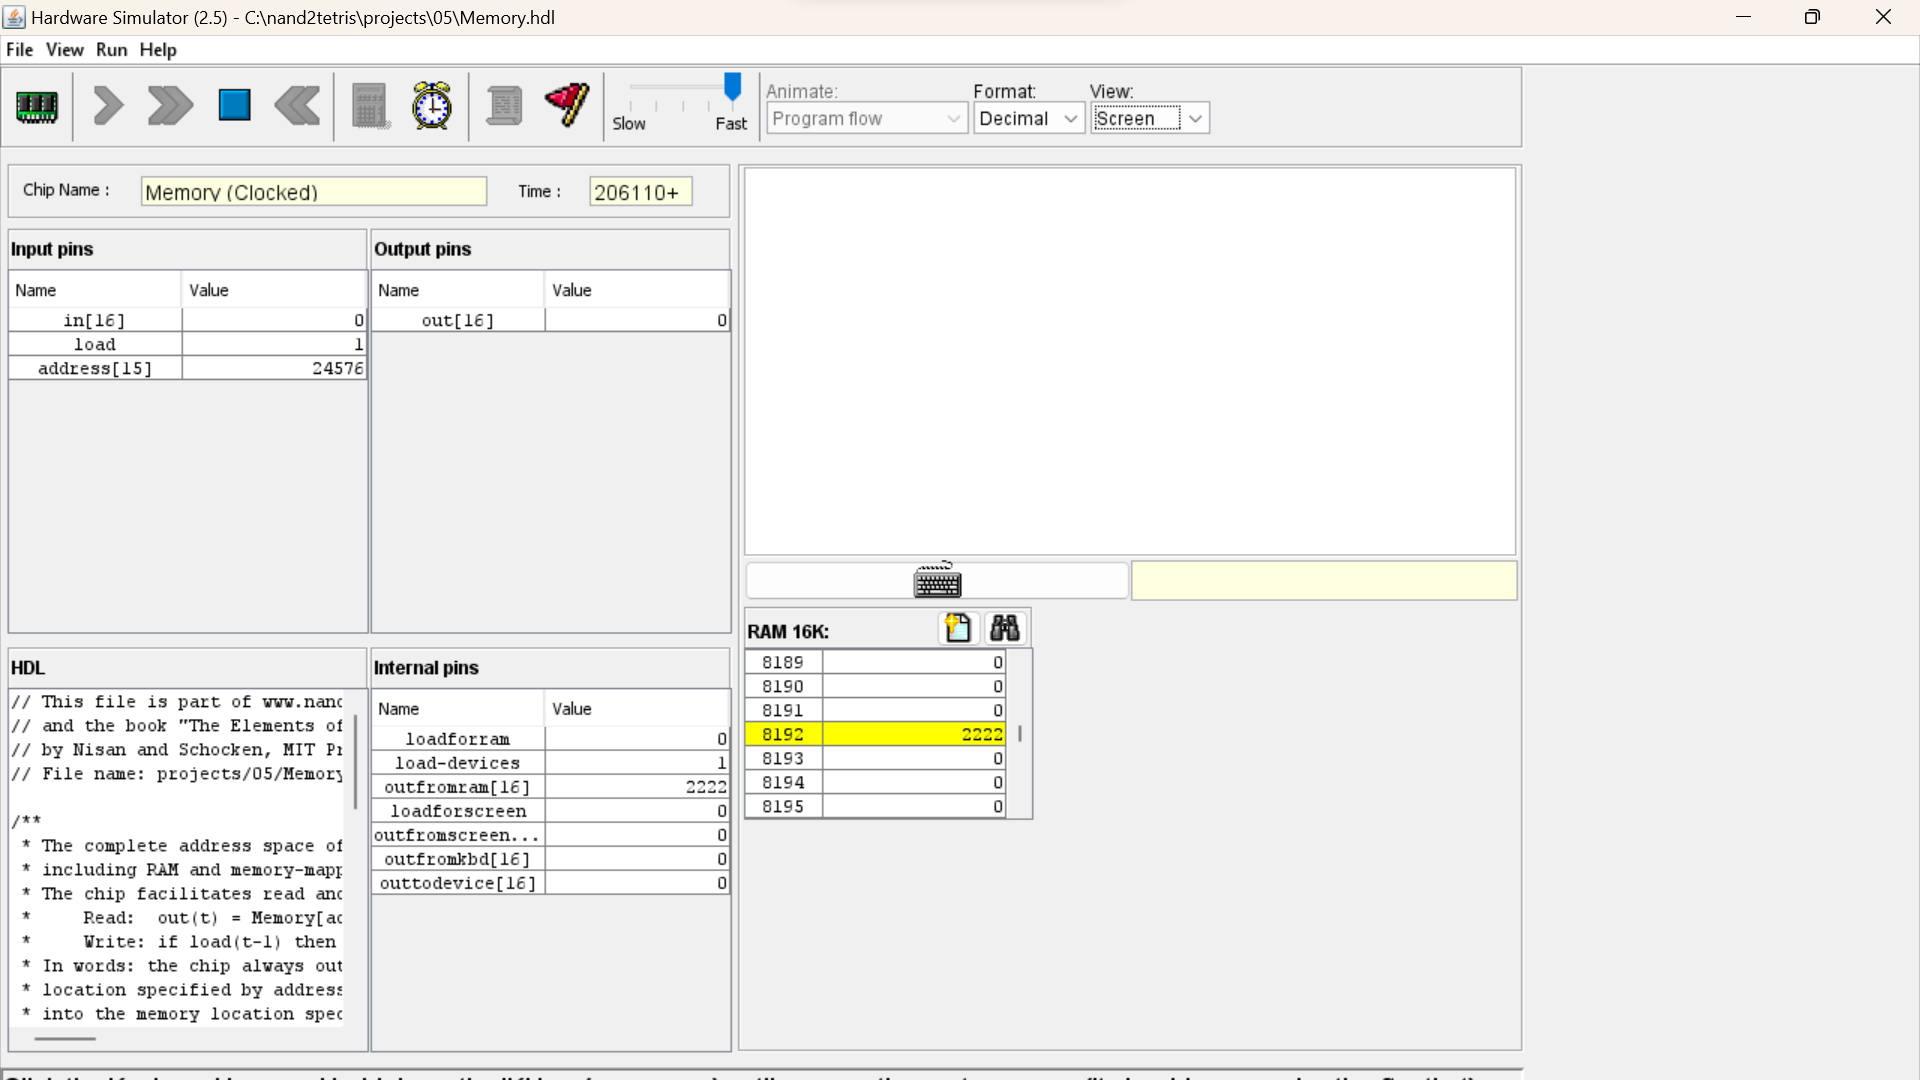 Hardware Simulator (2.5) - C:\nand2tetris\projects\05\Memory.hdl
File View Run Help
Slow
Fast
Animate:
Program flow
Format:
Decimal
View:
Screen
Chip Name :
Memory (Clocked)
Time :
206110+
Input pins
Name Value
in[16] 0
load 1
address[15] 24576
Output pins
Name Value
out[16] 0
HDL
// This file is part of www.nanc
// and the book "The Elements of
// by Nisan and Schocken, MIT Pr
// File name: projects/05/Memory
/**
* The complete address space of
* including RAM and memory-mapp
* The chip facilitates read and
* Read: out(t) = Memory[ad
* Write: if load(t-1) then
* In words: the chip always out
* location specified by address
* into the memory location spec
Internal pins
Name Value
loadforram 0
load-devices 1
outfromram[16] 2222
loadforscreen 0
outfromscreen... 0
outfromkbd[16] 0
outtodevice[16] 0
RAM 16K:
8189 0
8190 0
8191 0
8192 2222
8193 0
8194 0
8195 0